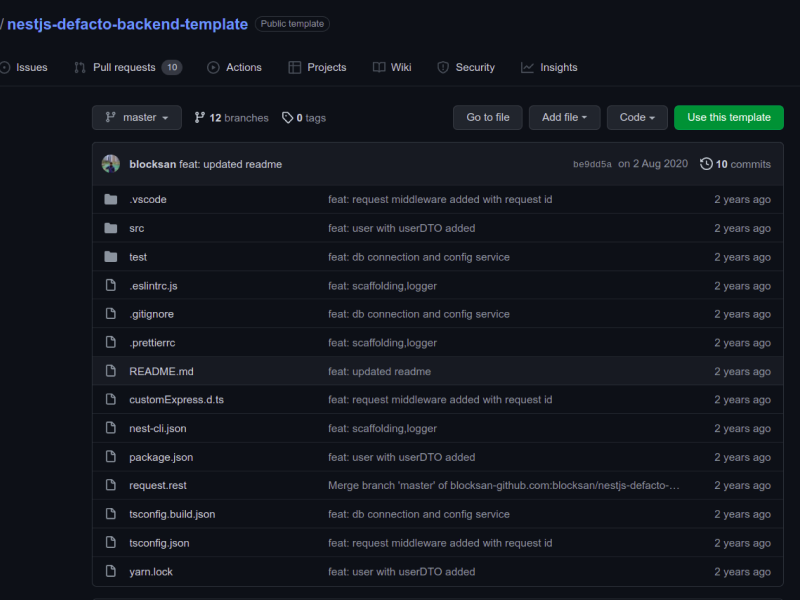 /nestjs-defacto-backend-template Public template
Issues Pull requests 10 Actions Projects Wiki Security Insights
master 12 branches 0 tags Go to file Add file Code Use this template
blocksan feat: updated readme be9dd5a on 2 Aug 2020 10 commits
.vscode feat: request middleware added with request id 2 years ago
src feat: user with userDTO added 2 years ago
test feat: db connection and config service 2 years ago
.eslintrc.js feat: scaffolding,logger 2 years ago
.gitignore feat: db connection and config service 2 years ago
.prettierrc feat: scaffolding,logger 2 years ago
README.md feat: updated readme 2 years ago
customExpress.d.ts feat: request middleware added with request id 2 years ago
nest-cli.json feat: scaffolding,logger 2 years ago
package.json feat: user with userDTO added 2 years ago
request.rest Merge branch 'master' of blocksan-github.com:blocksan/nestjs-defacto-… 2 years ago
tsconfig.build.json feat: db connection and config service 2 years ago
tsconfig.json feat: request middleware added with request id 2 years ago
yarn.lock feat: user with userDTO added 2 years ago